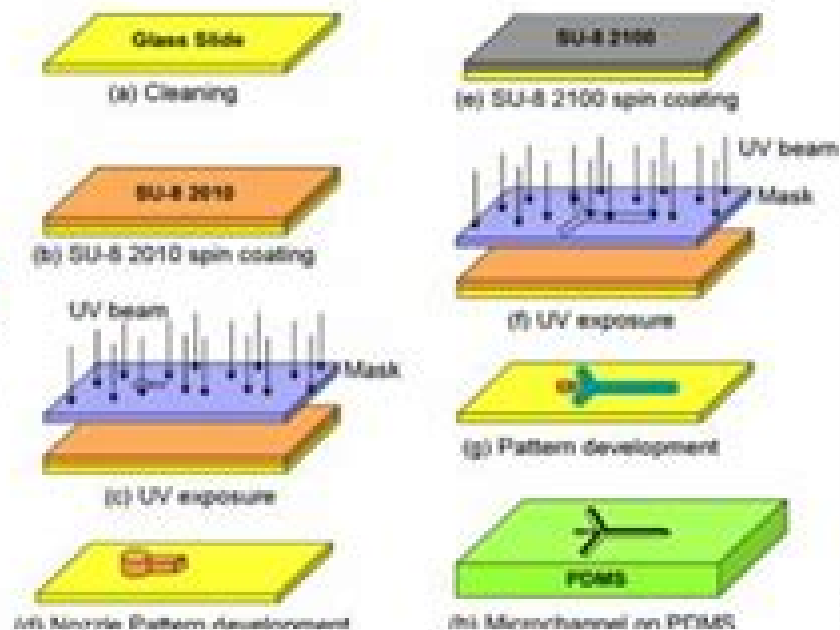 Glass Slide
(a) Cleaning
SU-8 2010
(b) SU-8 2010 spin coating
UV beam
Mask
(c) UV exposure
(d) Nozzle Pattern development
SU-8 2100
(e) SU-8 2100 spin coating
UV beam
Mask
(f) UV exposure
(g) Pattern development
PDMS
(h) Microchannel on PDMS